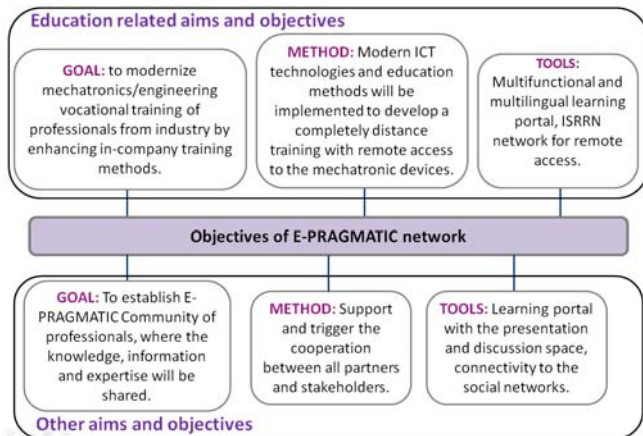 Education related aims and objectives
GOAL: to modernize
mechatronics/engineering
vocational training of
professionals from industry by
enhancing in-company training
methods.
METHOD: Modern ICT
technologies and education
methods will be
implemented to develop a
completely distance
training with remote access
to the mechatronic devices.
TOOLS:
Multifunctional and
multilingual learning
portal, ISRRN
network for remote
access.
Objectives of E-PRAGMATIC network
GOAL: To establish E-
PRAGMATIC Community of
professionals, where the
knowledge, information
and expertise will be
shared.
METHOD: Support
and trigger the
cooperation
between all partners
and stakeholders.
TOOLS: Learning portal
with the presentation
and discussion space,
connectivity to the
social networks.
Other aims and objectives